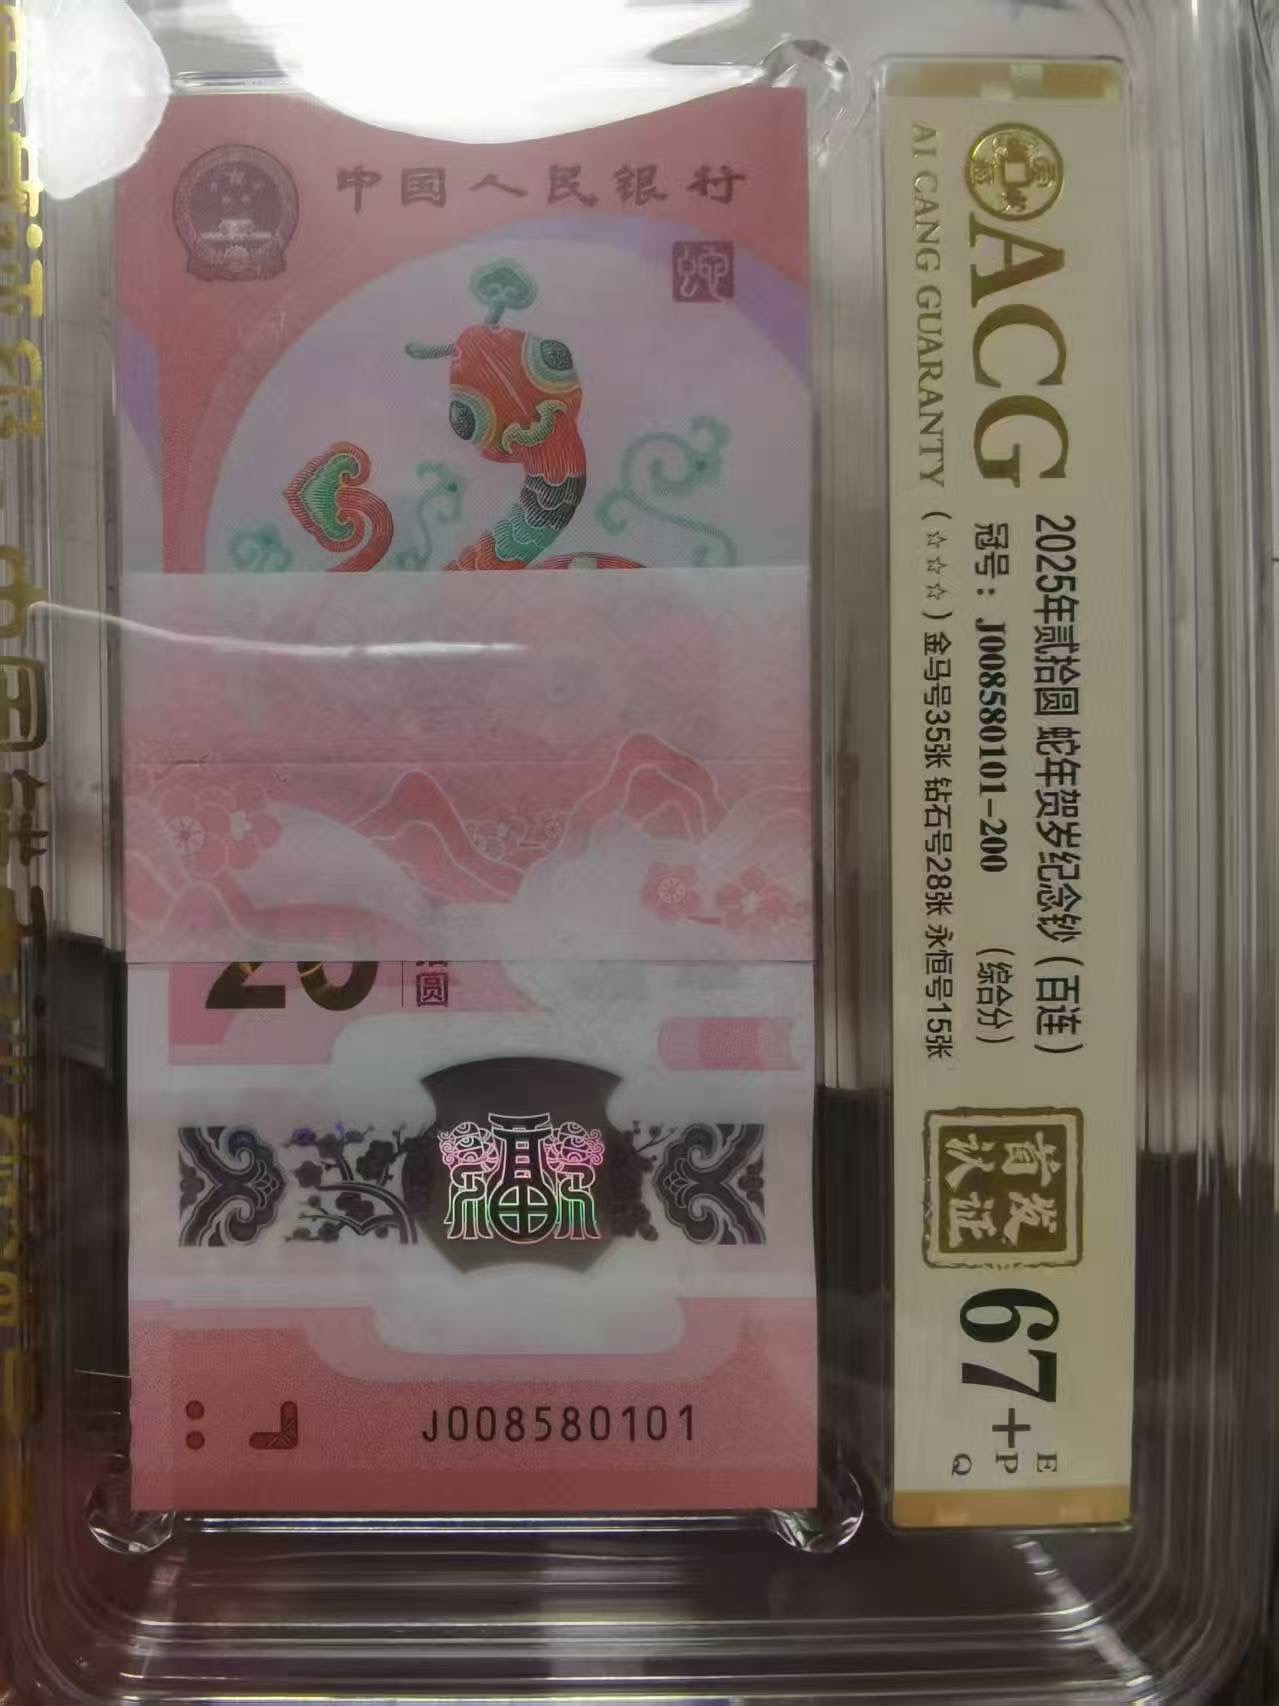 中国人民银行
蛇
20
圆
J008580101
ACG
AI CANG GUARANTY
2025年贰拾圆 蛇年贺岁纪念钞（百连）
冠号：J008580101-200 （综合分）
（☆☆☆）金马号35张 钻石号28张 永恒号15张
首发
认证
67+
E
P
Q